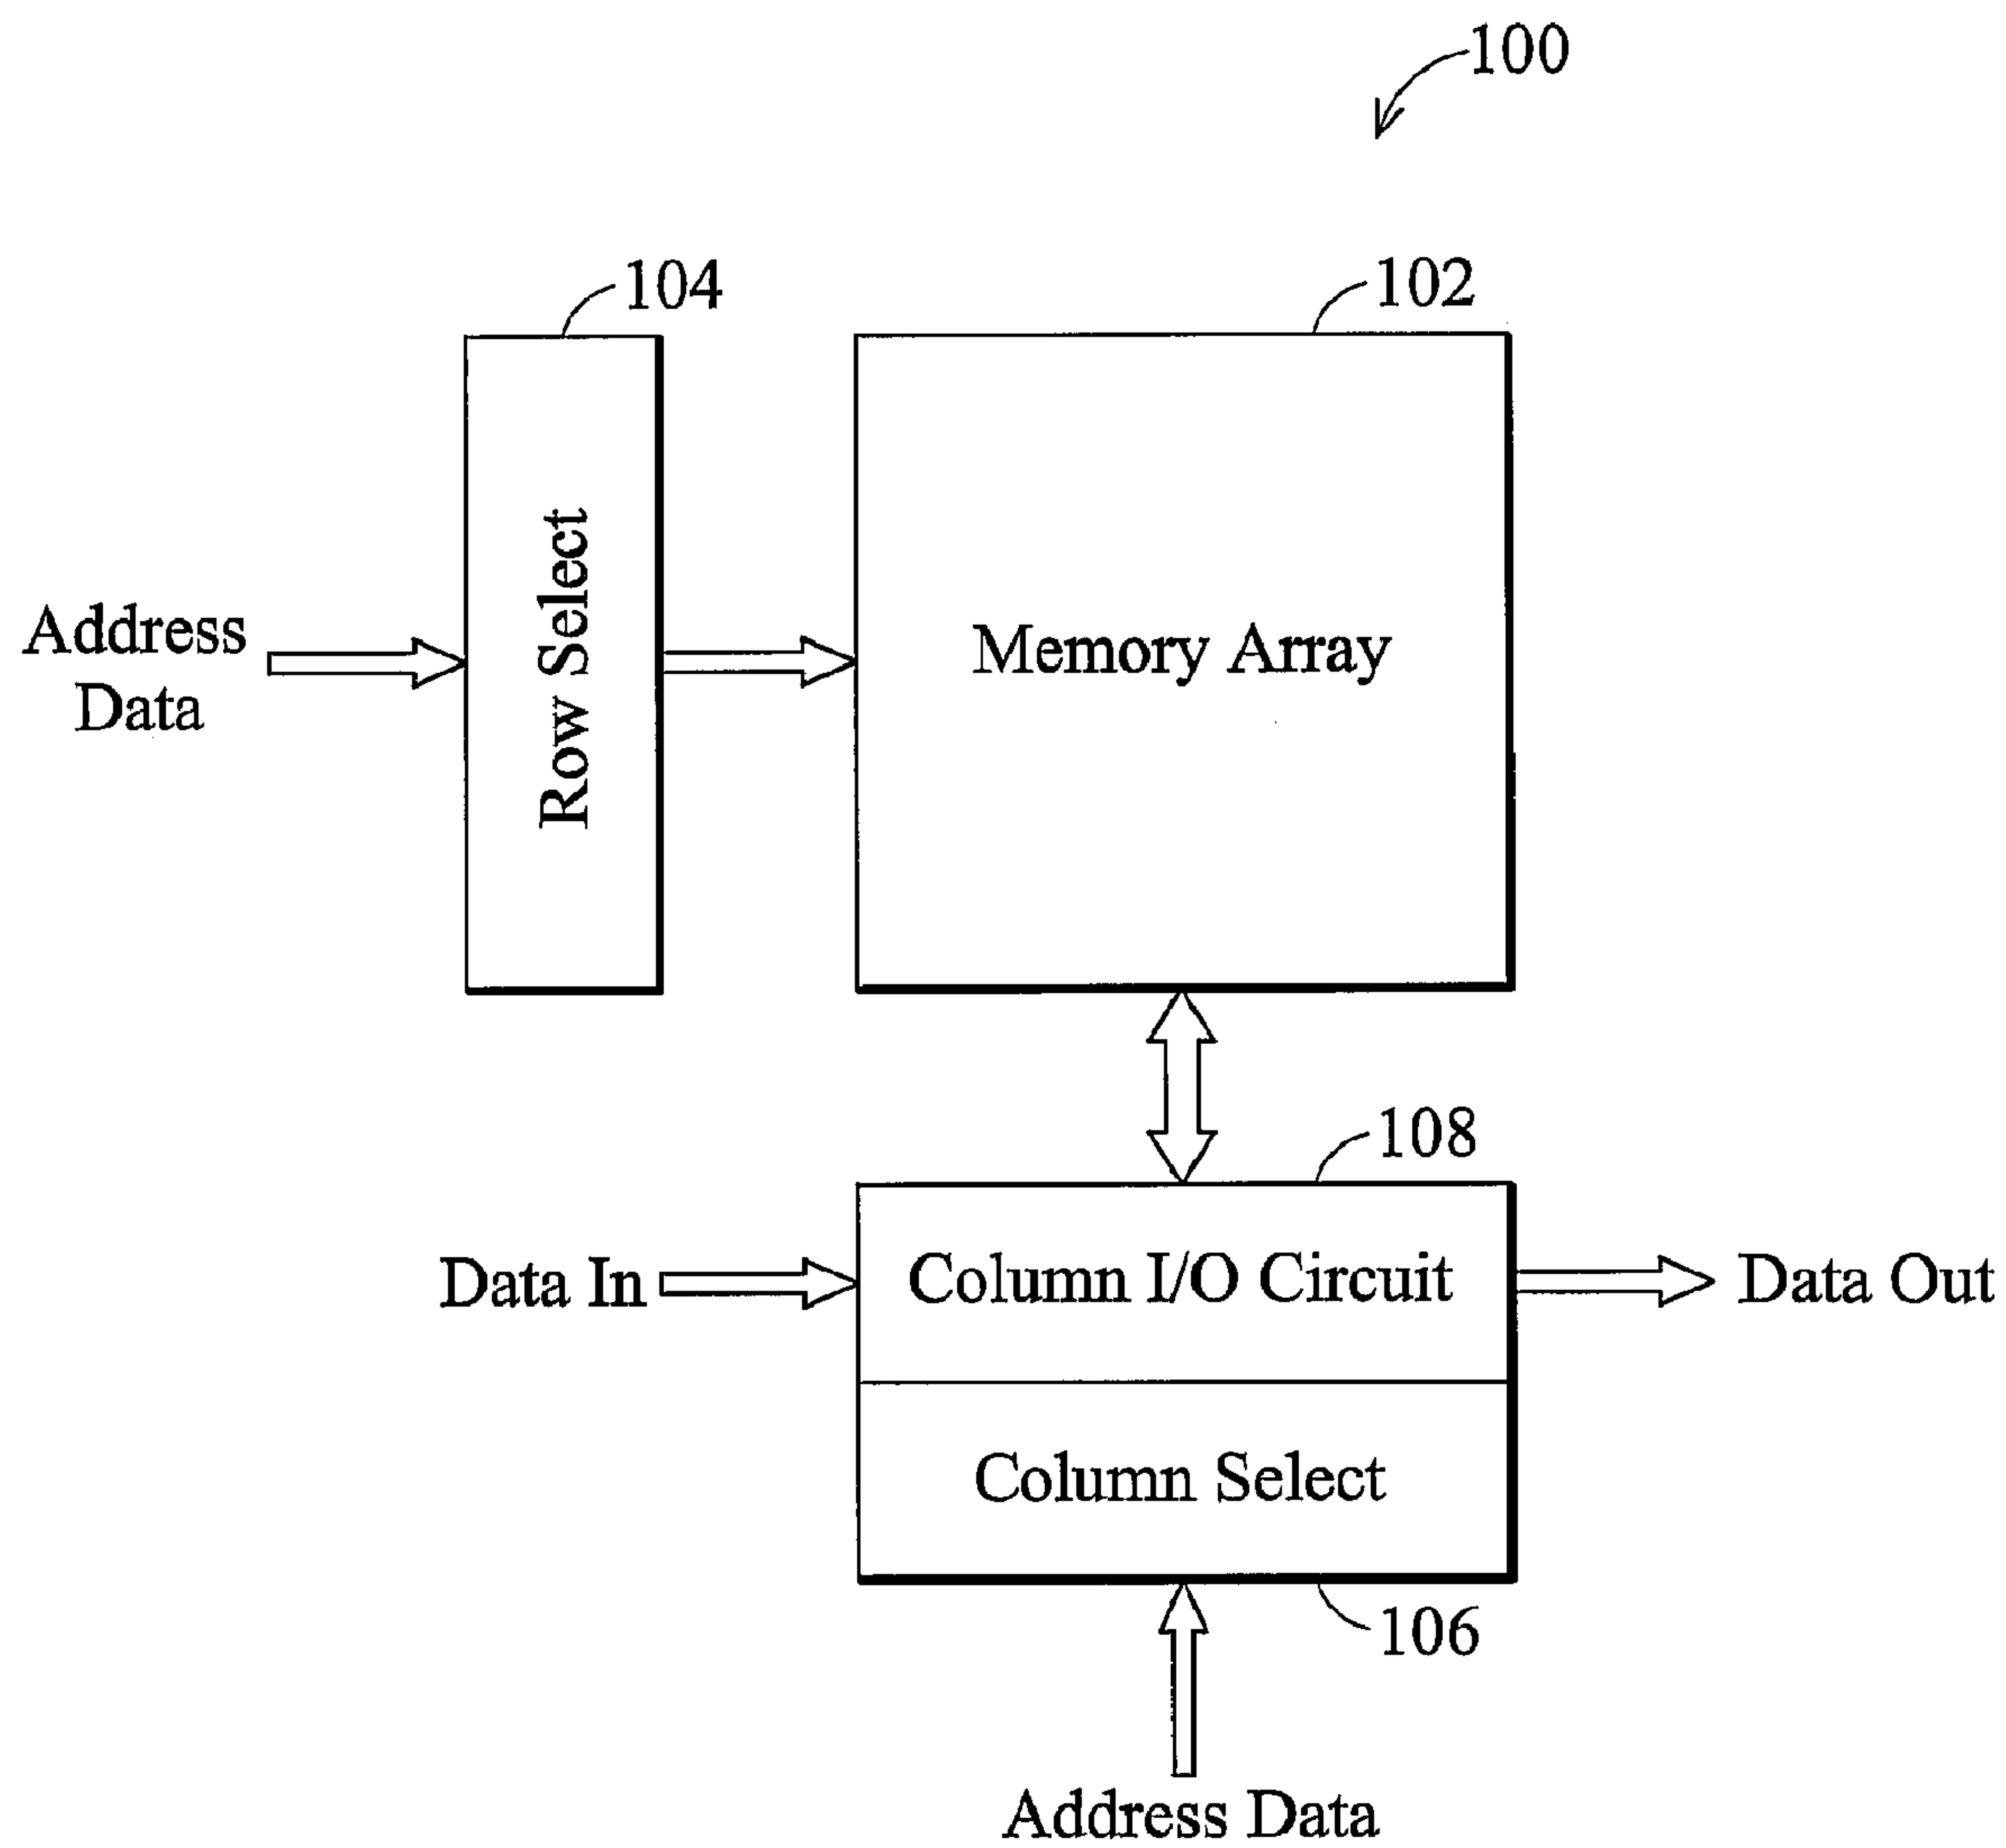 100
104
102
Address
Data
Row Select
Memory Array
108
Data In
Column I/O Circuit
Data Out
Column Select
106
Address Data